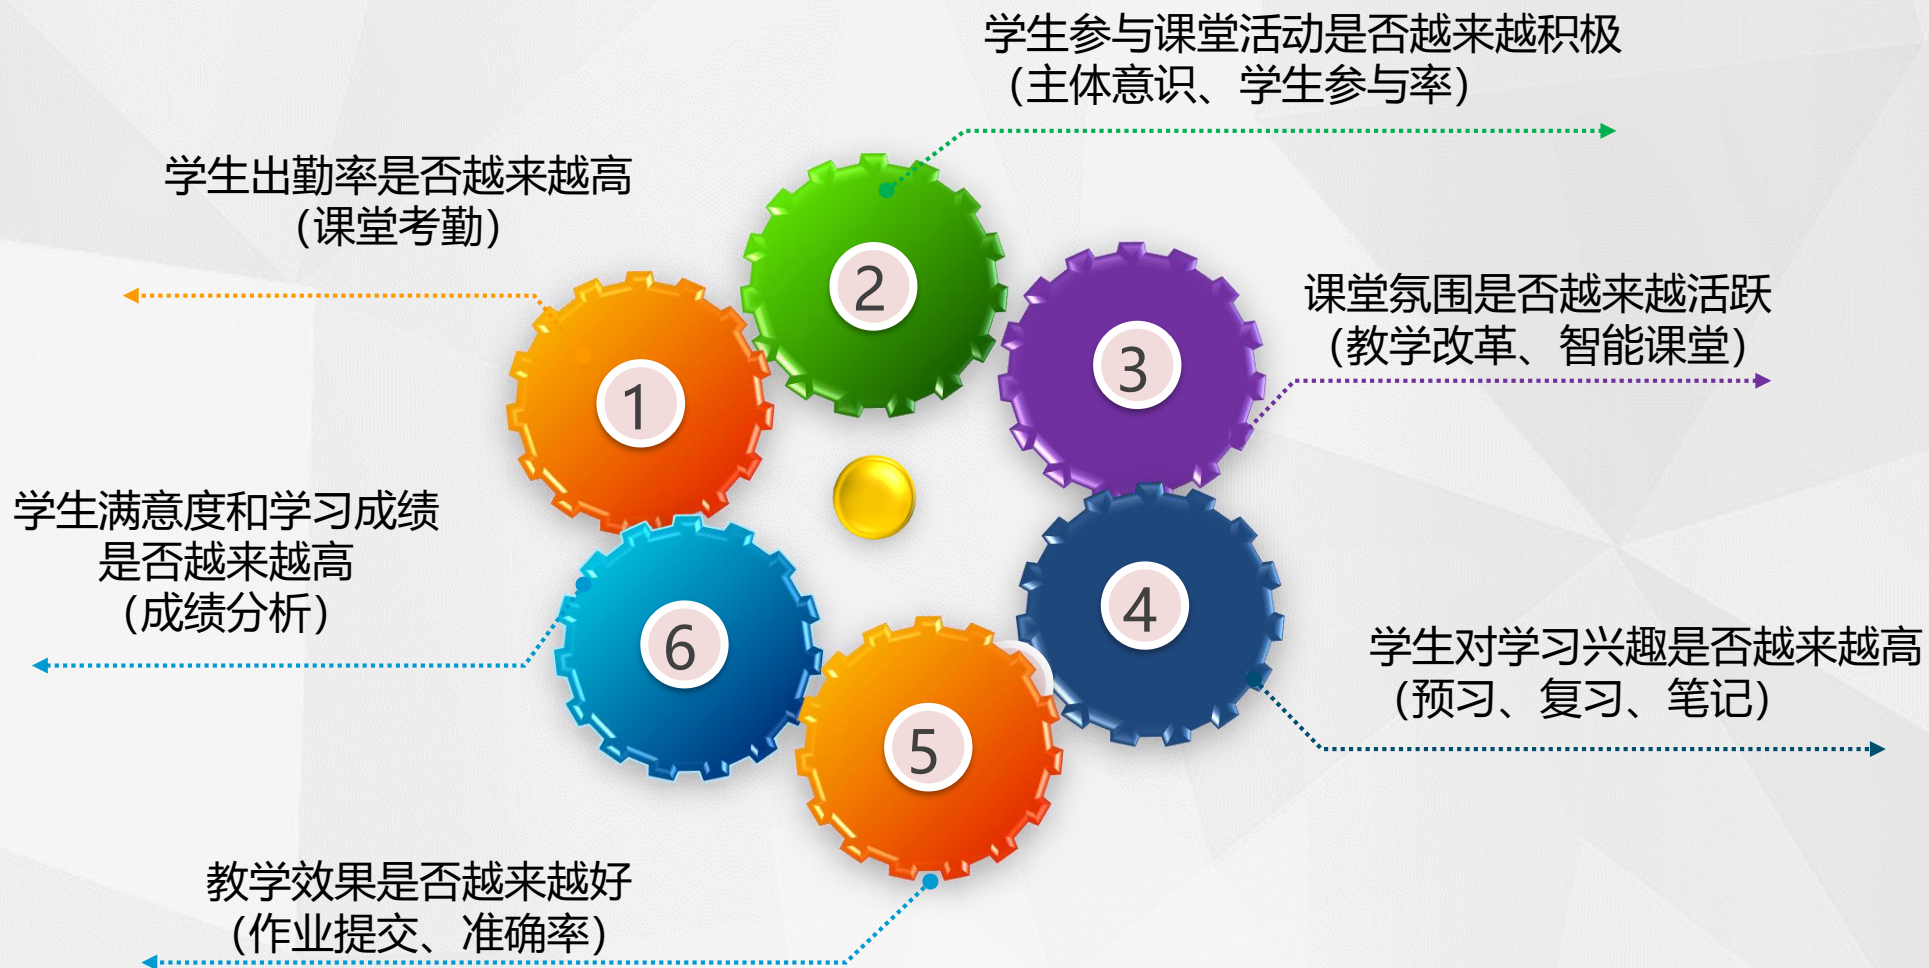 学生参与课堂活动是否越来越积极
（主体意识、学生参与率）
学生出勤率是否越来越高
（课堂考勤）
2
课堂氛围是否越来越活跃
（教学改革、智能课堂）
3
1
学生满意度和学习成绩
是否越来越高
（成绩分析）
4
6
学生对学习兴趣是否越来越高
（预习、复习、笔记）
5
教学效果是否越来越好
（作业提交、准确率）